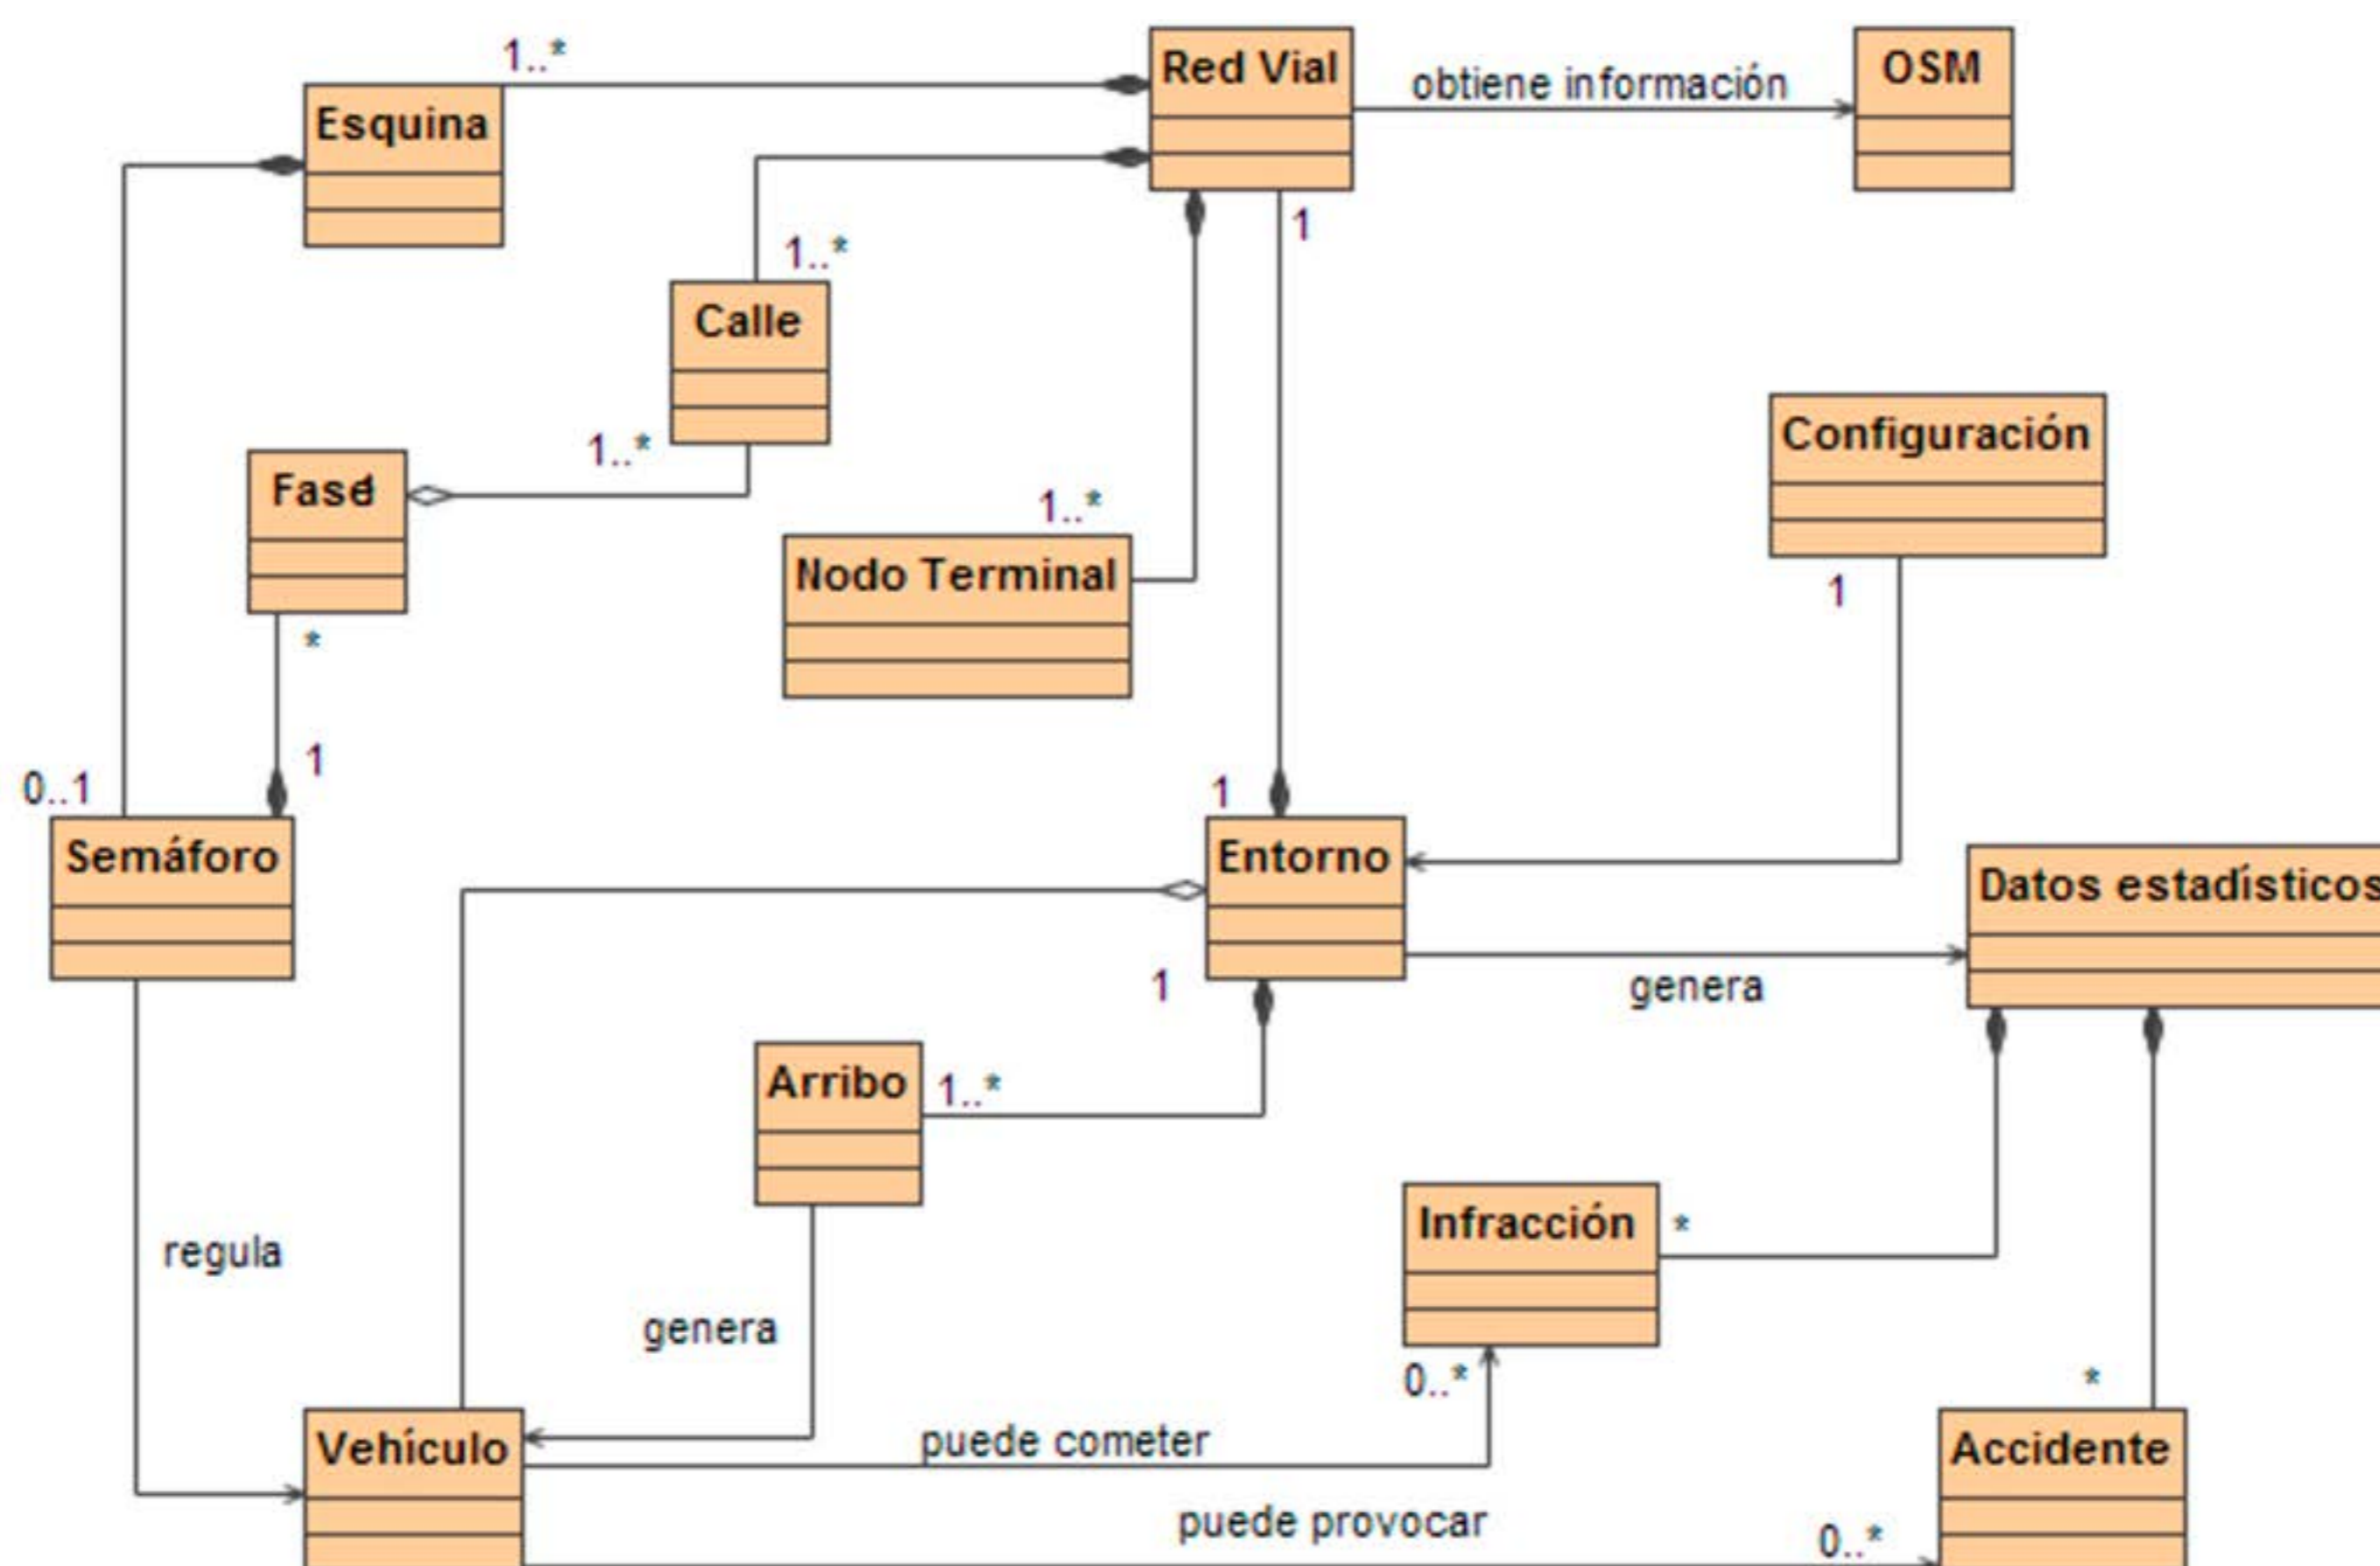 1..*
Red Vial
obtiene información
OSM
Esquina
1
1..*
Calle
Configuración
1..*
Fase
1..*
Nodo Terminal
1
*
1
0..1
1
Semáforo
Entorno
Datos estadísticos
1
genera
Arribo
1..*
Infracción
*
regula
genera
0..*
*
Vehículo
puede cometer
Accidente
puede provocar
0..*